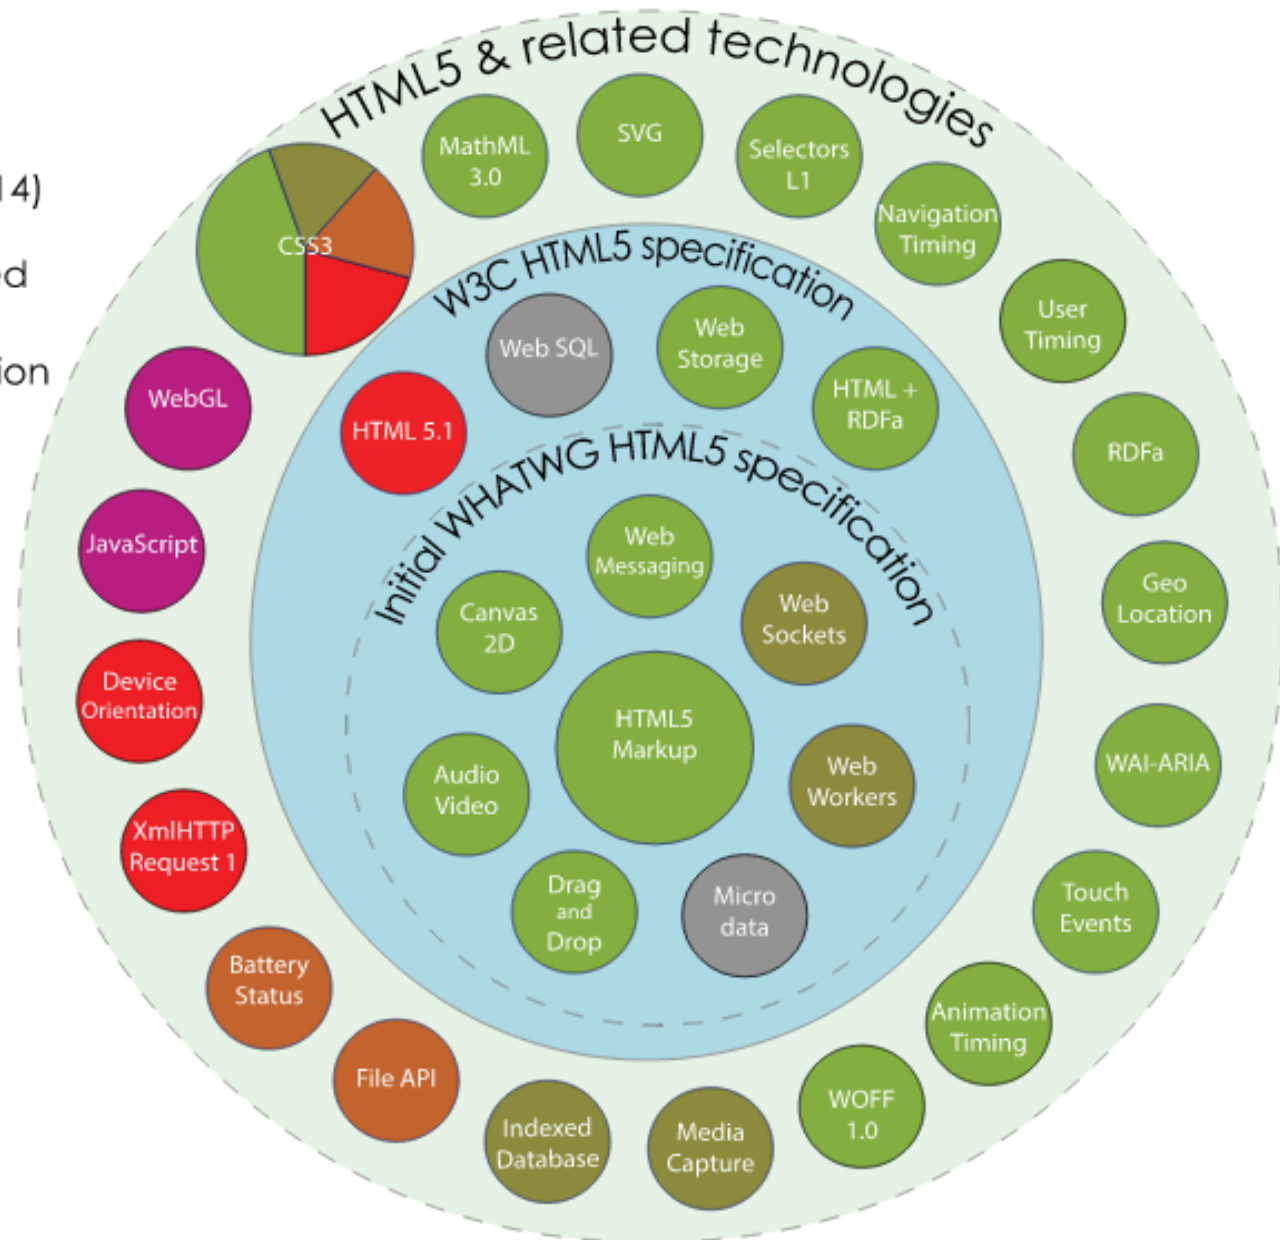 HTML5 & related technologies
14)
ed
ion
MathML
3.0
SVG
Selectors
L1
Navigation
Timing
User
Timing
RDFa
Geo
Location
WAI-ARIA
Touch
Events
Animation
Timing
WOFF
1.0
Media
Capture
Indexed
Database
File API
Battery
Status
XmlHTTP
Request 1
Device
Orientation
JavaScript
WebGL
CSS3
W3C HTML5 specification
HTML 5.1
Web SQL
Web
Storage
HTML +
RDFa
Initial WHATWG HTML5 specification
Web
Messaging
Web
Sockets
Web
Workers
Micro
data
Drag
and
Drop
Audio
Video
Canvas
2D
HTML5
Markup